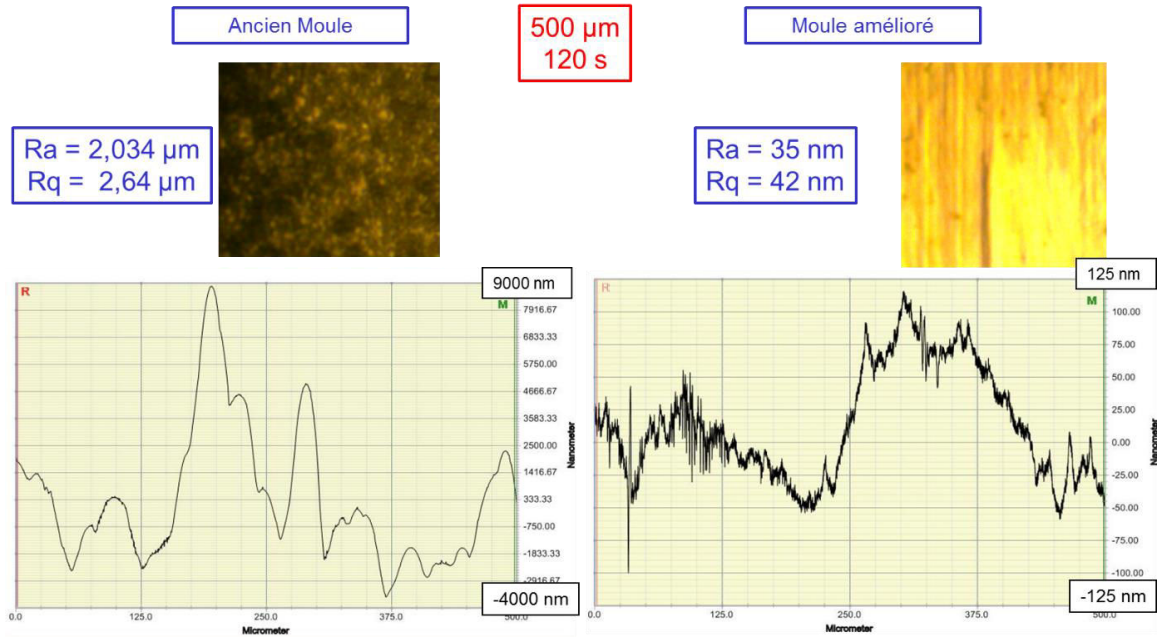 Ancien Moule
500 µm
120 s
Moule amélioré
Ra = 2,034 µm
Rq = 2,64 µm
Ra = 35 nm
Rq = 42 nm
9000 nm
R
M
7916.67
6833.33
5750.00
4666.67
3583.33
2500.00
1416.67
333.33
-750.00
-1833.33
-2916.67
Nanometer
-4000 nm
0.0
125.0
250.0
375.0
500.0
Micrometer
125 nm
R
M
100.00
75.00
50.00
25.00
0.00
-25.00
-50.00
-75.00
-100.00
Nanometer
-125 nm
0.0
125.0
250.0
375.0
500.0
Micrometer